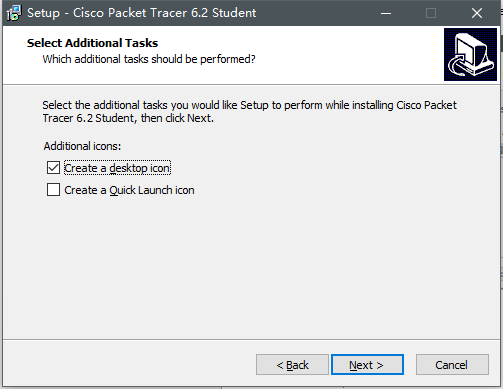 Setup - Cisco Packet Tracer 6.2 Student
Select Additional Tasks
Which additional tasks should be performed?
Select the additional tasks you would like Setup to perform while installing Cisco Packet
Tracer 6.2 Student, then click Next.
Additional icons:
Create a desktop icon
Create a Quick Launch icon
< Back
Next >
Cancel